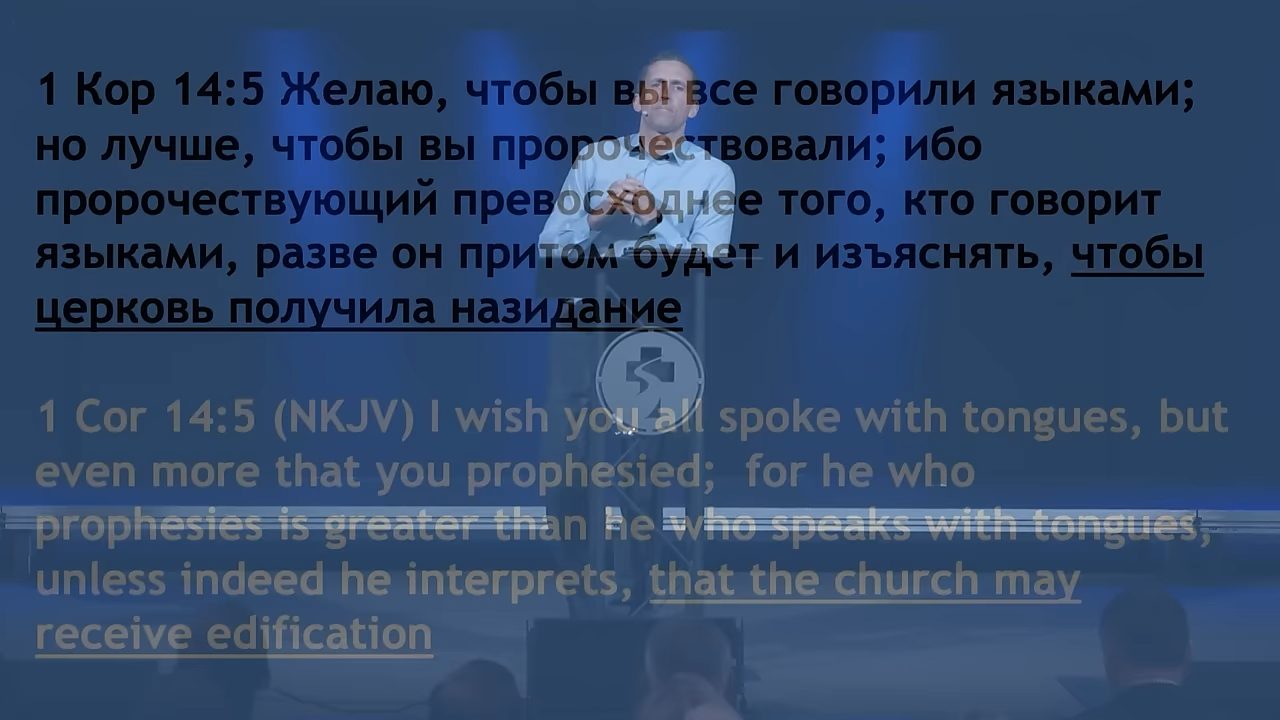 1 Кор 14:5 Желаю, чтобы вы все говорили языками;
но лучше, чтобы вы пророчествовали; ибо
пророчествующий превосходнее того, кто говорит
языками, разве он притом будет и изъяснять, чтобы
церковь получила назидание
1 Cor 14:5 (NKJV) I wish you all spoke with tongues, but
even more that you prophesied; for he who
prophesies is greater than he who speaks with tongues,
unless indeed he interprets, that the church may
receive edification